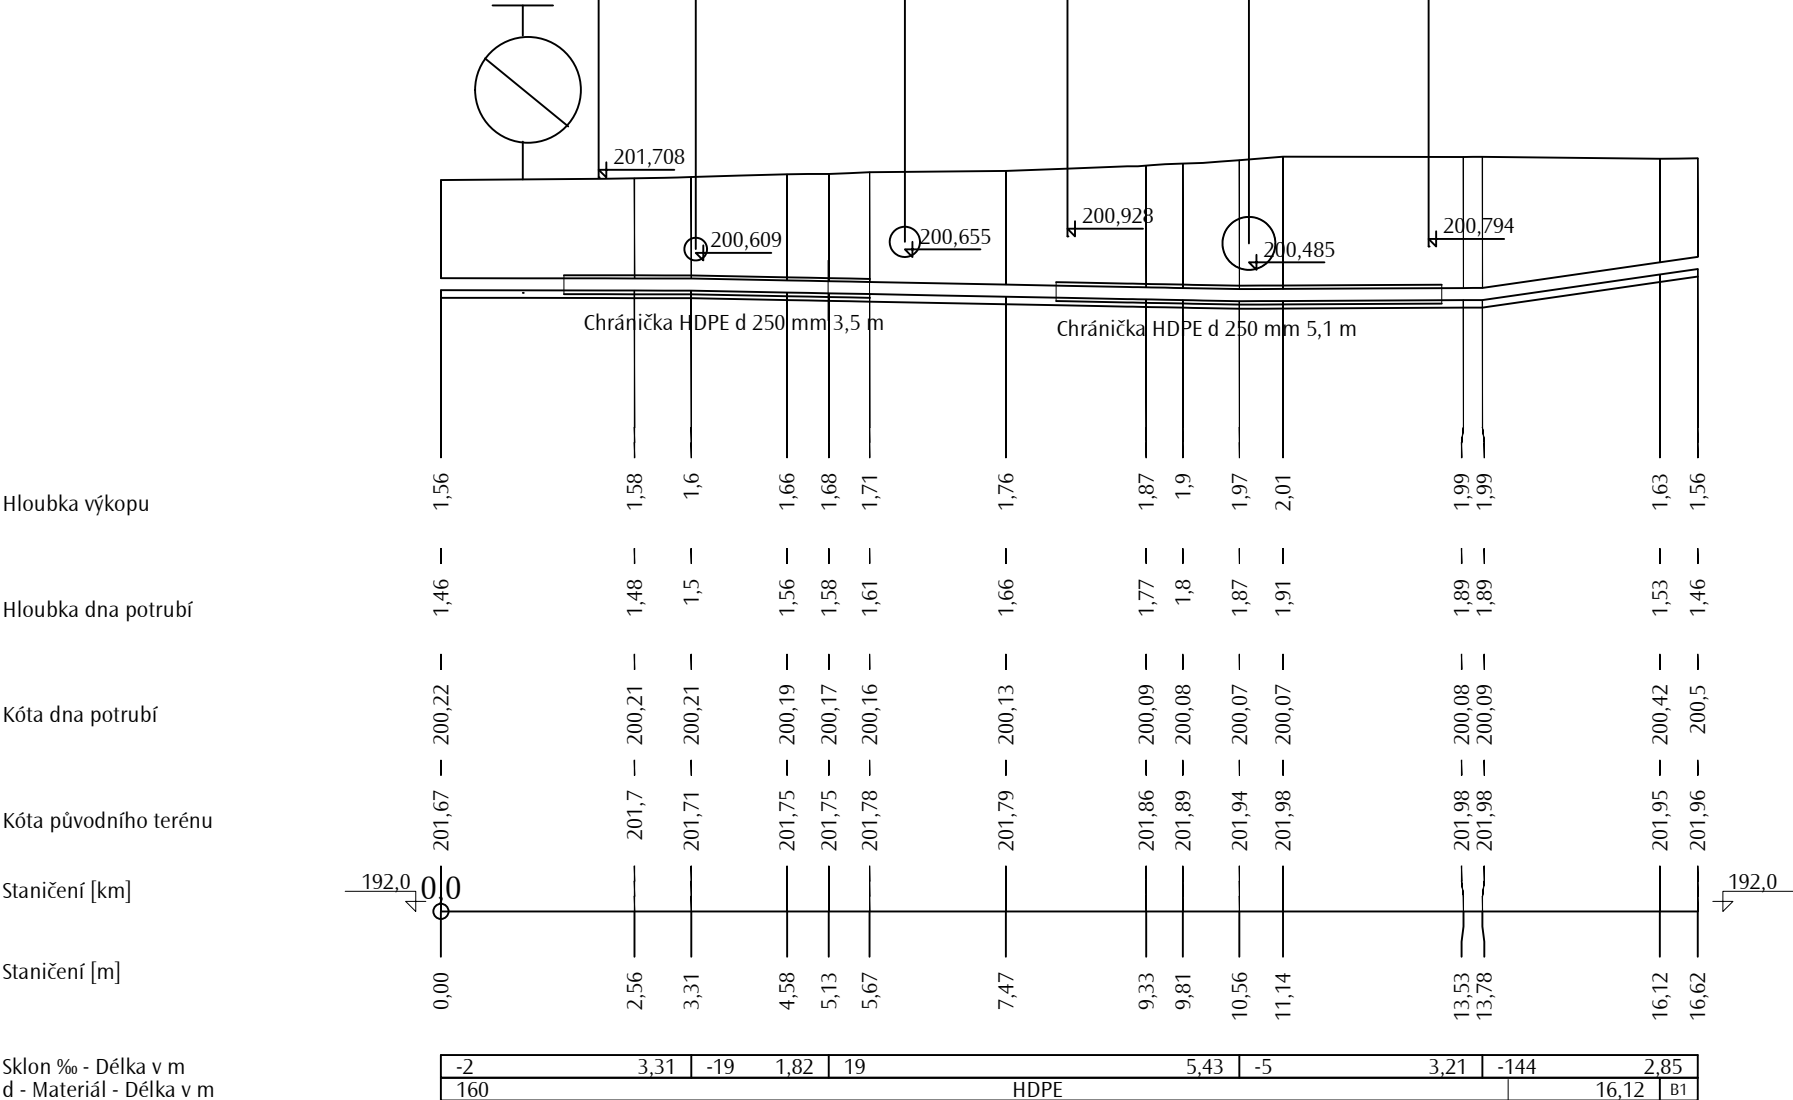 201,708
200,609
200,655
200,928
200,485
200,794
Chránička HDPE d 250 mm 3,5 m
Chránička HDPE d 250 mm 5,1 m
Hloubka výkopu 1,56 1,58 1,6 1,66 1,68 1,71 1,76 1,87 1,9 1,97 2,01 1,99 1,99 1,63 1,56
Hloubka dna potrubí 1,46 1,48 1,5 1,56 1,58 1,61 1,66 1,77 1,8 1,87 1,91 1,89 1,89 1,53 1,46
Kóta dna potrubí 200,22 200,21 200,21 200,19 200,17 200,16 200,13 200,09 200,08 200,07 200,07 200,08 200,09 200,42 200,5
Kóta původního terénu 201,67 201,7 201,71 201,75 201,75 201,78 201,79 201,86 201,89 201,94 201,98 201,98 201,98 201,95 201,96
Staničení [km] 192,0 0,0 192,0
Staničení [m] 0,00 2,56 3,31 4,58 5,13 5,67 7,47 9,33 9,81 10,56 11,14 13,53 13,78 16,12 16,62
Sklon ‰ - Délka v m -2 3,31 -19 1,82 19 5,43 -5 3,21 -144 2,85
d - Materiál - Délka v m 160 HDPE 16,12 B1